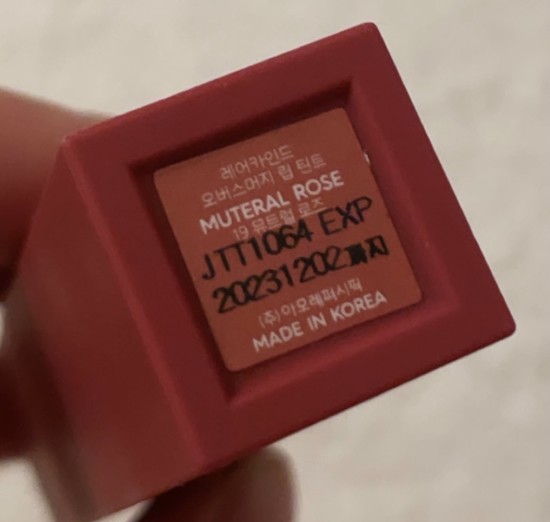 레어카인드
오버스머지 립 틴트
MUTERAL ROSE
19 뮤트럴 로즈
JTT1064 EXP
20231202까지
(주)아모레퍼시픽
MADE IN KOREA